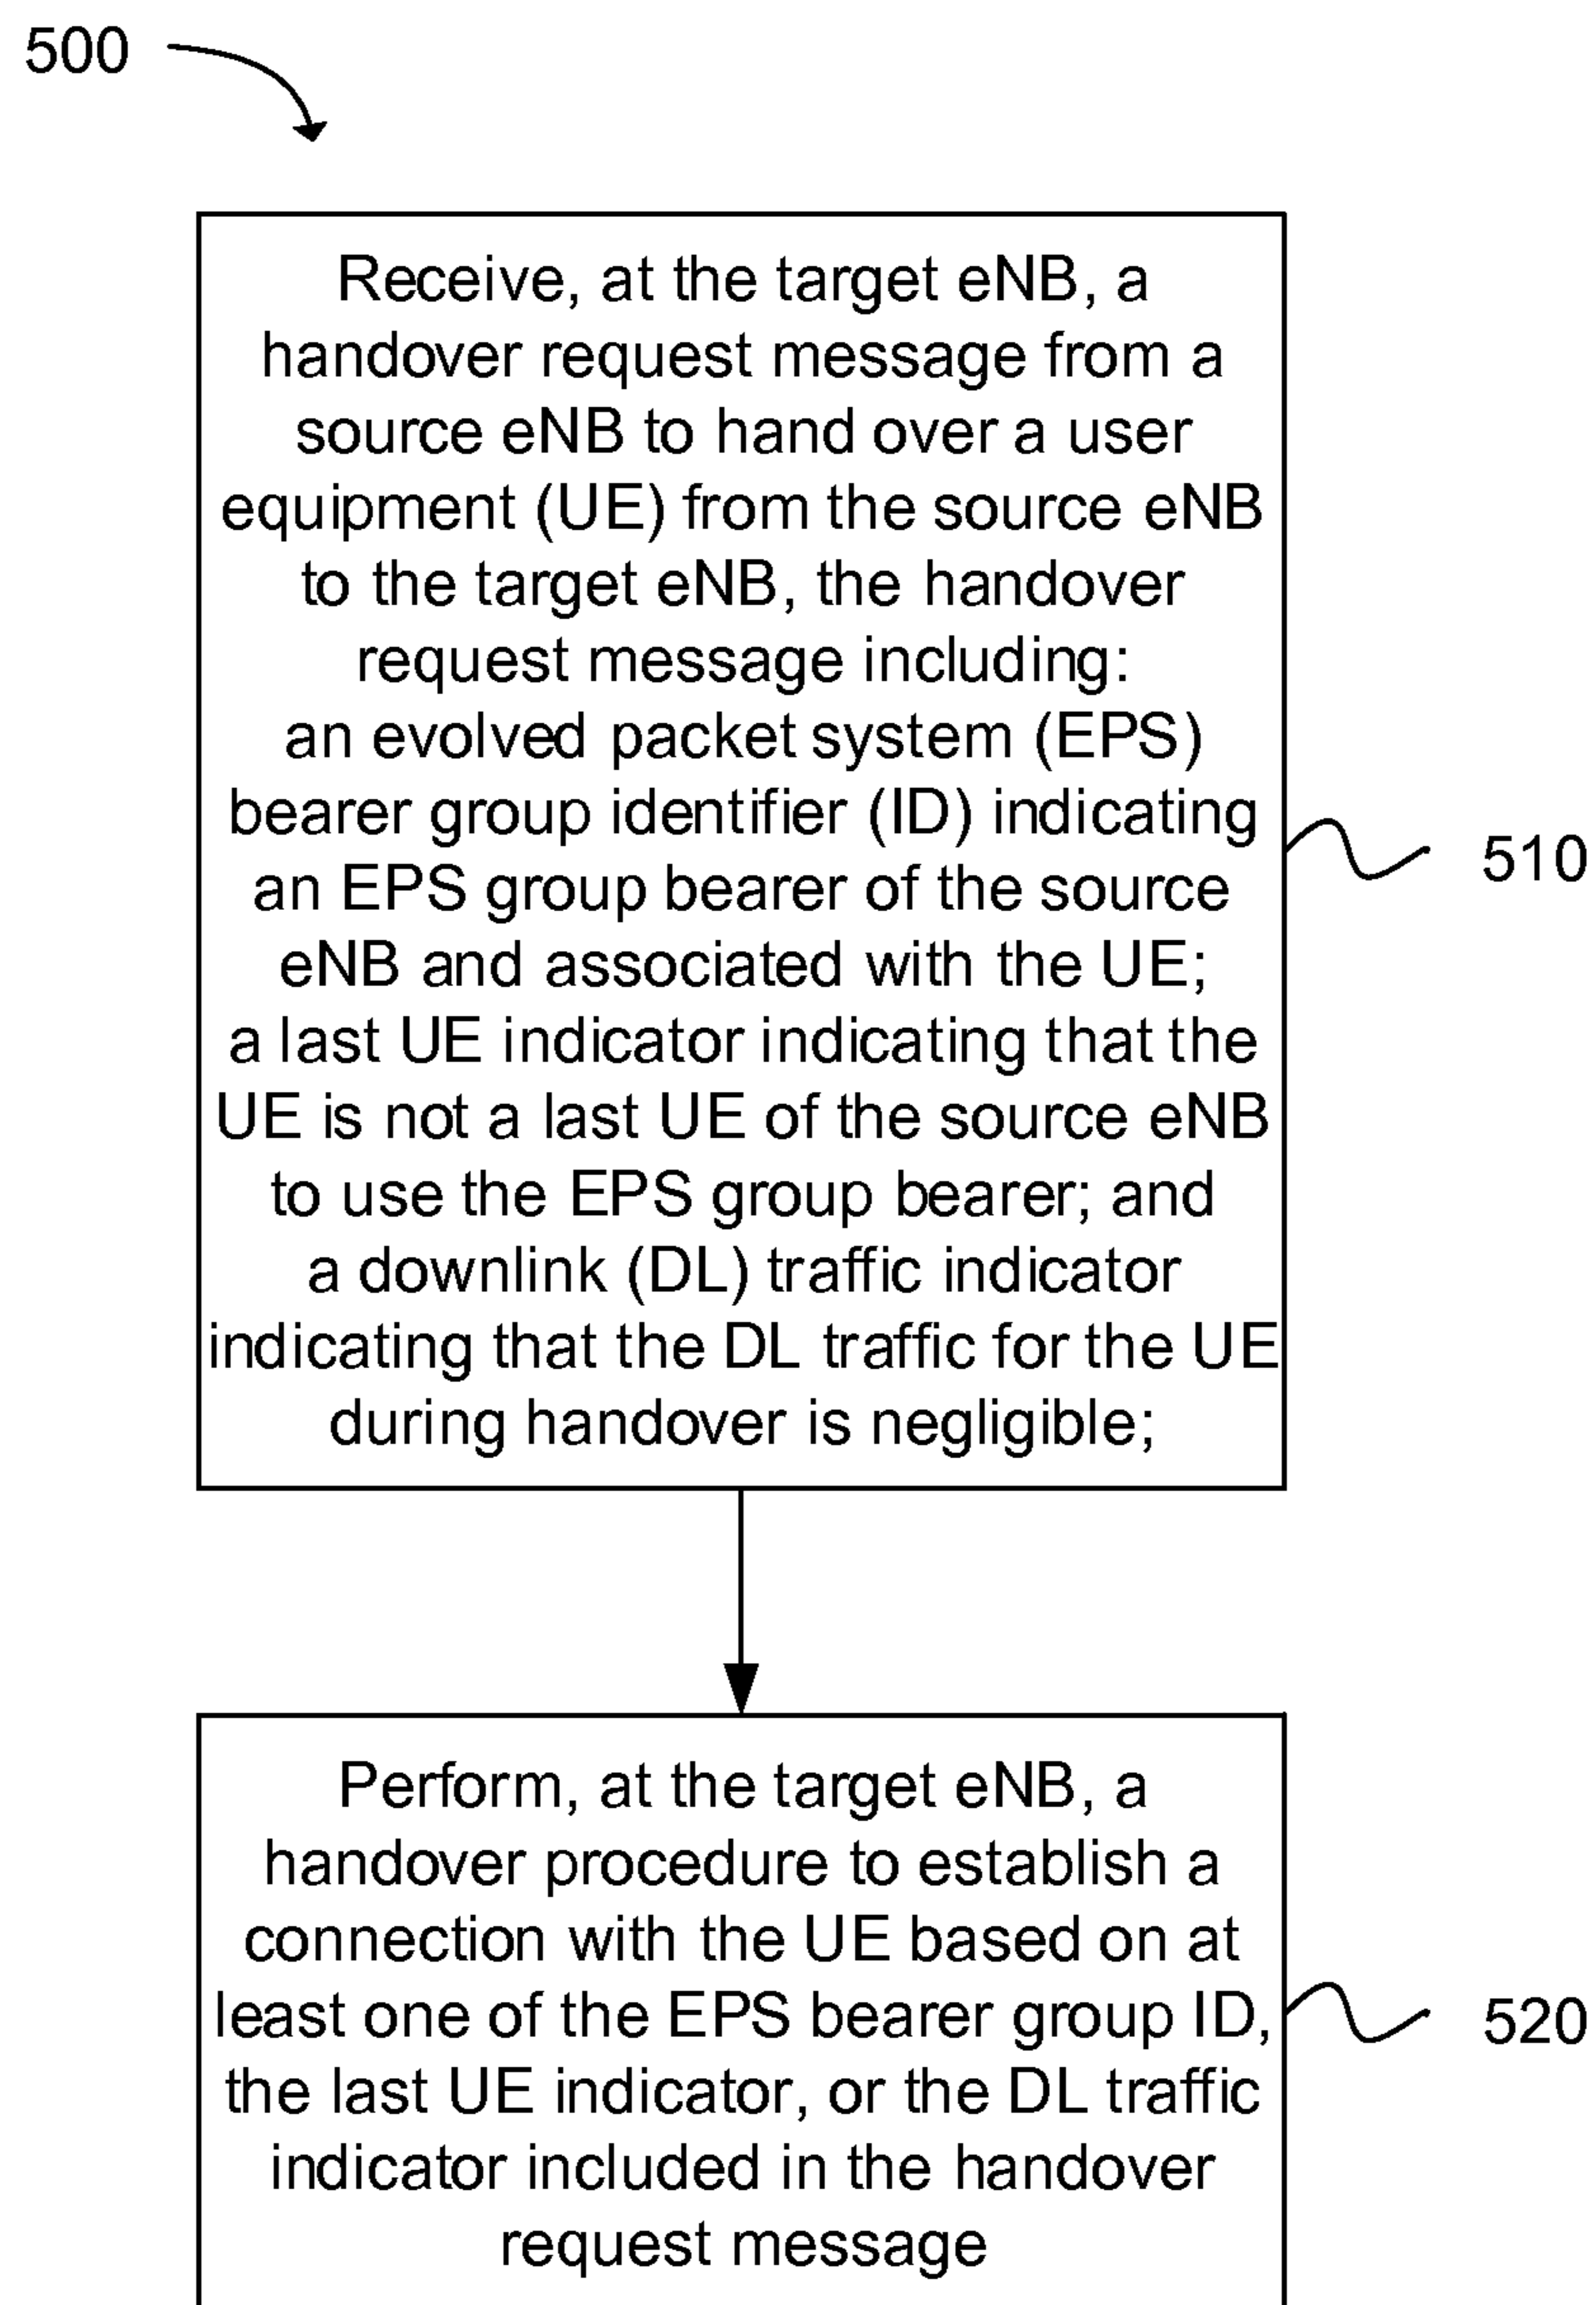 500
Receive, at the target eNB, a
handover request message from a
source eNB to hand over a user
equipment (UE) from the source eNB
to the target eNB, the handover
request message including:
an evolved packet system (EPS)
bearer group identifier (ID) indicating
an EPS group bearer of the source
eNB and associated with the UE;
a last UE indicator indicating that the
UE is not a last UE of the source eNB
to use the EPS group bearer; and
a downlink (DL) traffic indicator
indicating that the DL traffic for the UE
during handover is negligible;
510
Perform, at the target eNB, a
handover procedure to establish a
connection with the UE based on at
least one of the EPS bearer group ID,
the last UE indicator, or the DL traffic
indicator included in the handover
request message
520